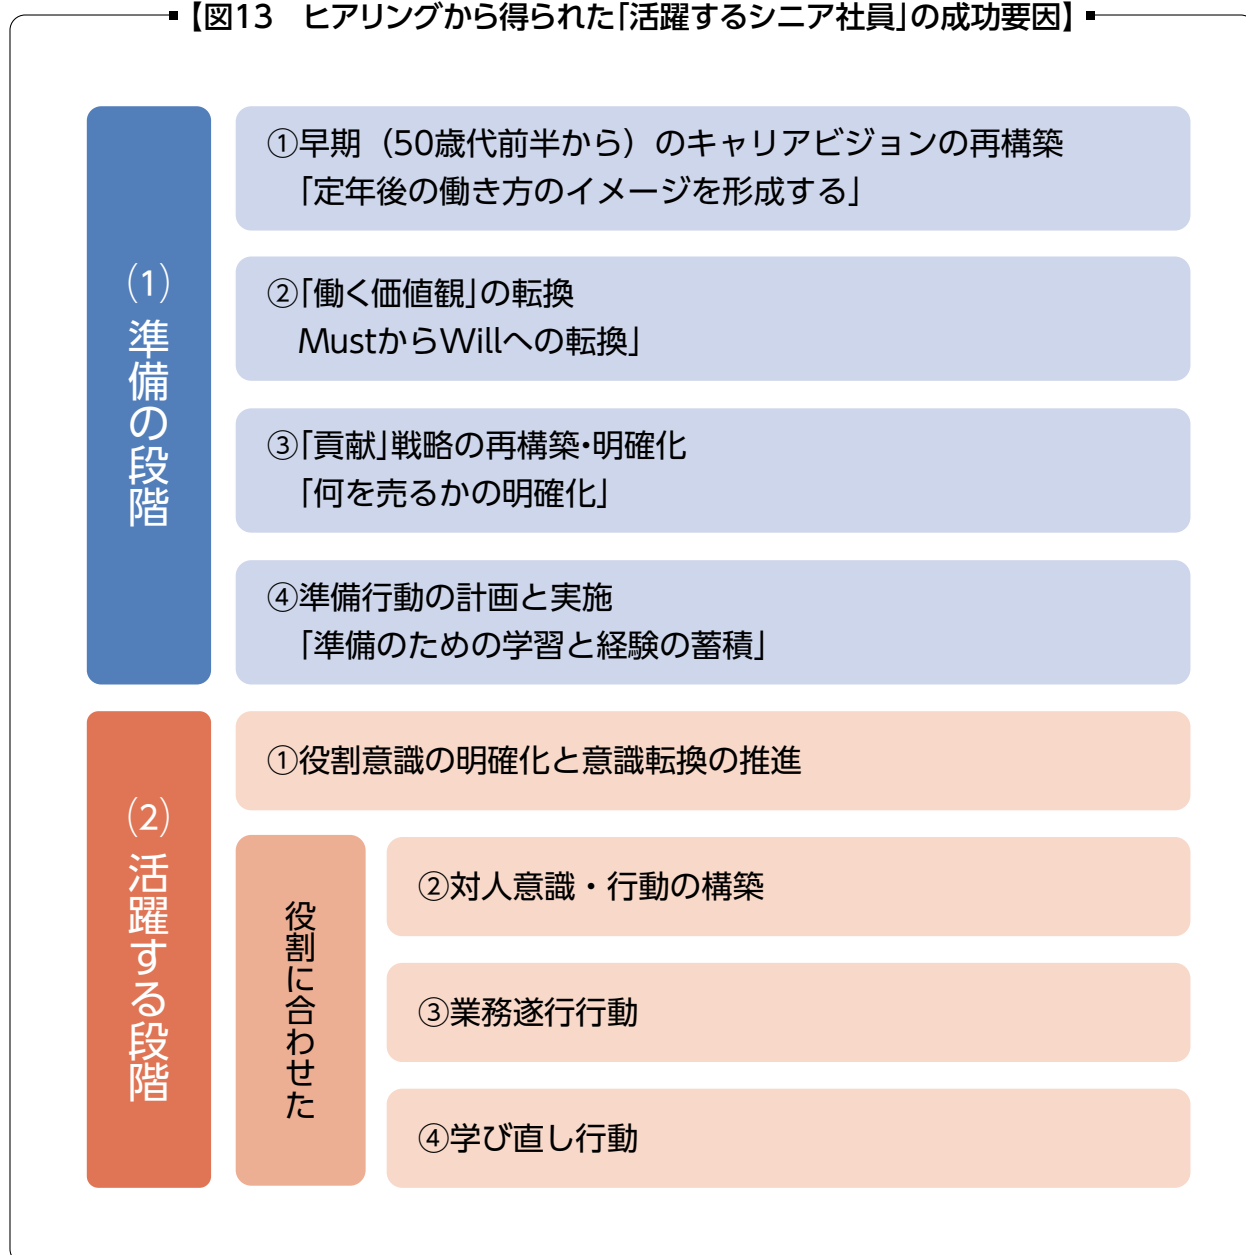 【図13　ヒアリングから得られた「活躍するシニア社員」の成功要因】
(1)準備の段階
①早期（50歳代前半から）のキャリアビジョンの再構築
「定年後の働き方のイメージを形成する」
②「働く価値観」の転換
MustからWillへの転換」
③「貢献」戦略の再構築・明確化
「何を売るかの明確化」
④準備行動の計画と実施
「準備のための学習と経験の蓄積」
(2)活躍する段階
①役割意識の明確化と意識転換の推進
役割に合わせた
②対人意識・行動の構築
③業務遂行行動
④学び直し行動